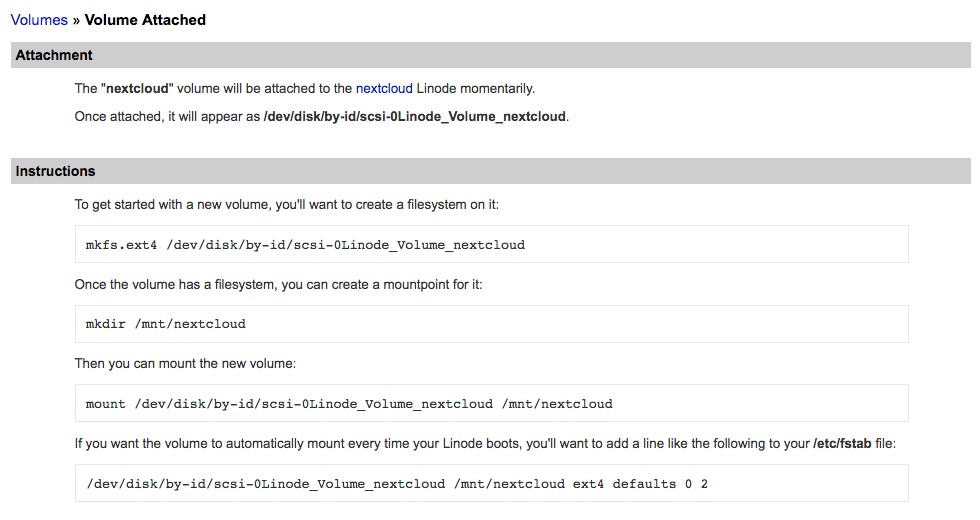 Volumes » Volume Attached
Attachment
The "nextcloud" volume will be attached to the nextcloud Linode momentarily.
Once attached, it will appear as /dev/disk/by-id/scsi-0Linode_Volume_nextcloud.
Instructions
To get started with a new volume, you'll want to create a filesystem on it:
mkfs.ext4 /dev/disk/by-id/scsi-0Linode_Volume_nextcloud
Once the volume has a filesystem, you can create a mountpoint for it:
mkdir /mnt/nextcloud
Then you can mount the new volume:
mount /dev/disk/by-id/scsi-0Linode_Volume_nextcloud /mnt/nextcloud
If you want the volume to automatically mount every time your Linode boots, you'll want to add a line like the following to your /etc/fstab file:
/dev/disk/by-id/scsi-0Linode_Volume_nextcloud /mnt/nextcloud ext4 defaults 0 2